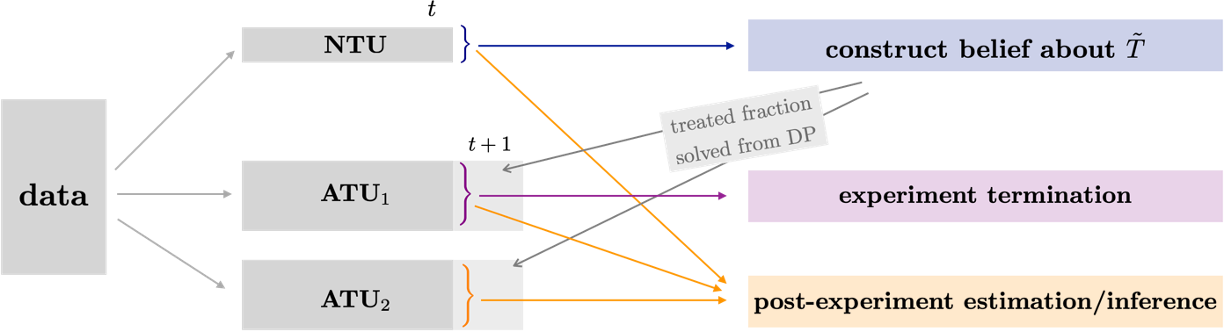 t
NTU
construct belief about T̃
treated fraction
solved from DP
t + 1
data
ATU₁
experiment termination
ATU₂
post-experiment estimation/inference